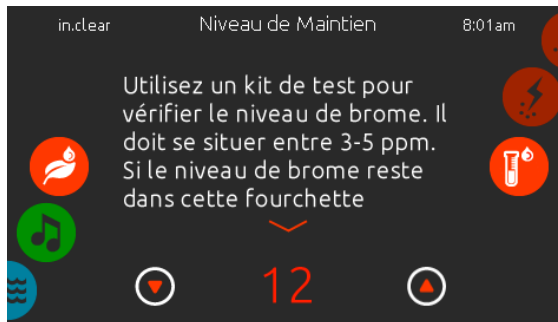 in.clear Niveau de Maintien 8:01am
Utilisez un kit de test pour
vérifier le niveau de brome. Il
doit se situer entre 3-5 ppm.
Si le niveau de brome reste
dans cette fourchette
12